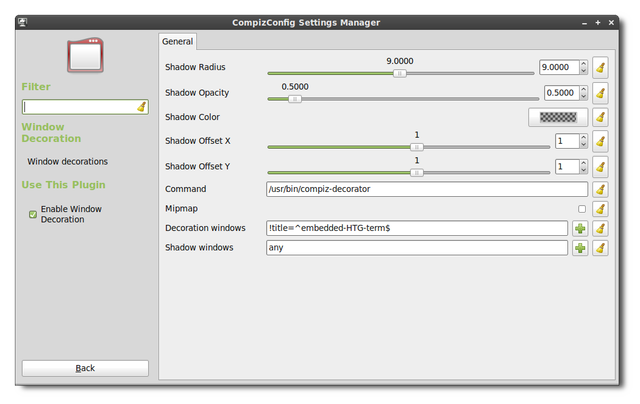 CompizConfig Settings Manager
Filter
Window
Decoration
Window decorations
Use This Plugin
Enable Window
Decoration
Back
General
Shadow Radius 9.0000 9.0000
Shadow Opacity 0.5000 0.5000
Shadow Color
Shadow Offset X 1 1
Shadow Offset Y 1 1
Command /usr/bin/compiz-decorator
Mipmap
Decoration windows !title=^embedded-HTG-term$
Shadow windows any